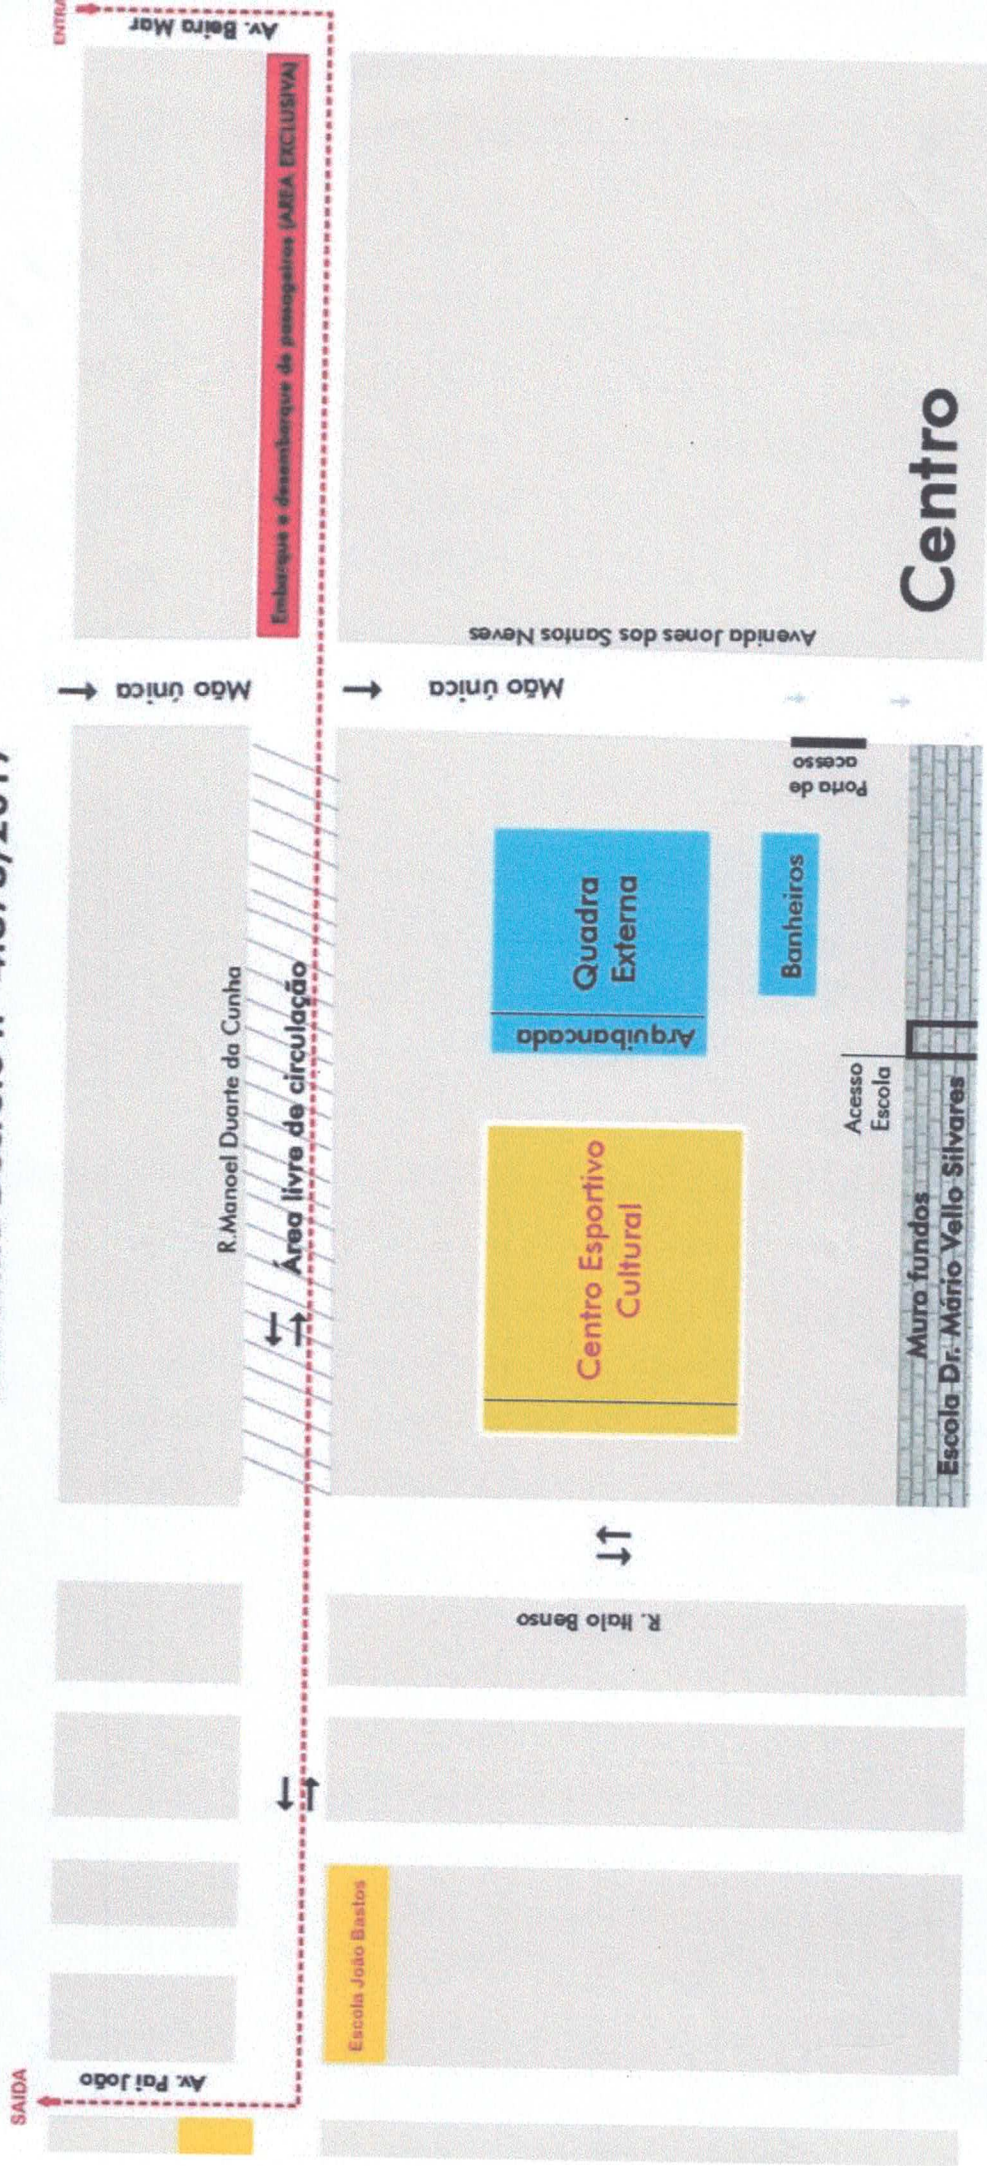 SAIDA
Av. Pai João
Escola João Bastos
R. Italo Benso
R.Manoel Duarte da Cunha
Área livre de circulação
Centro Esportivo
Cultural
Arquibancada
Quadra
Externa
Banheiros
Porta de
acesso
Acesso
Escola
Muro fundos
Escola Dr. Mário Vello Silvares
Mão única
Mão única
Avenida Jones dos Santos Neves
Embarque e desembarque de passageiros (ÁREA EXCLUSIVA)
Av. Beira Mar
Centro